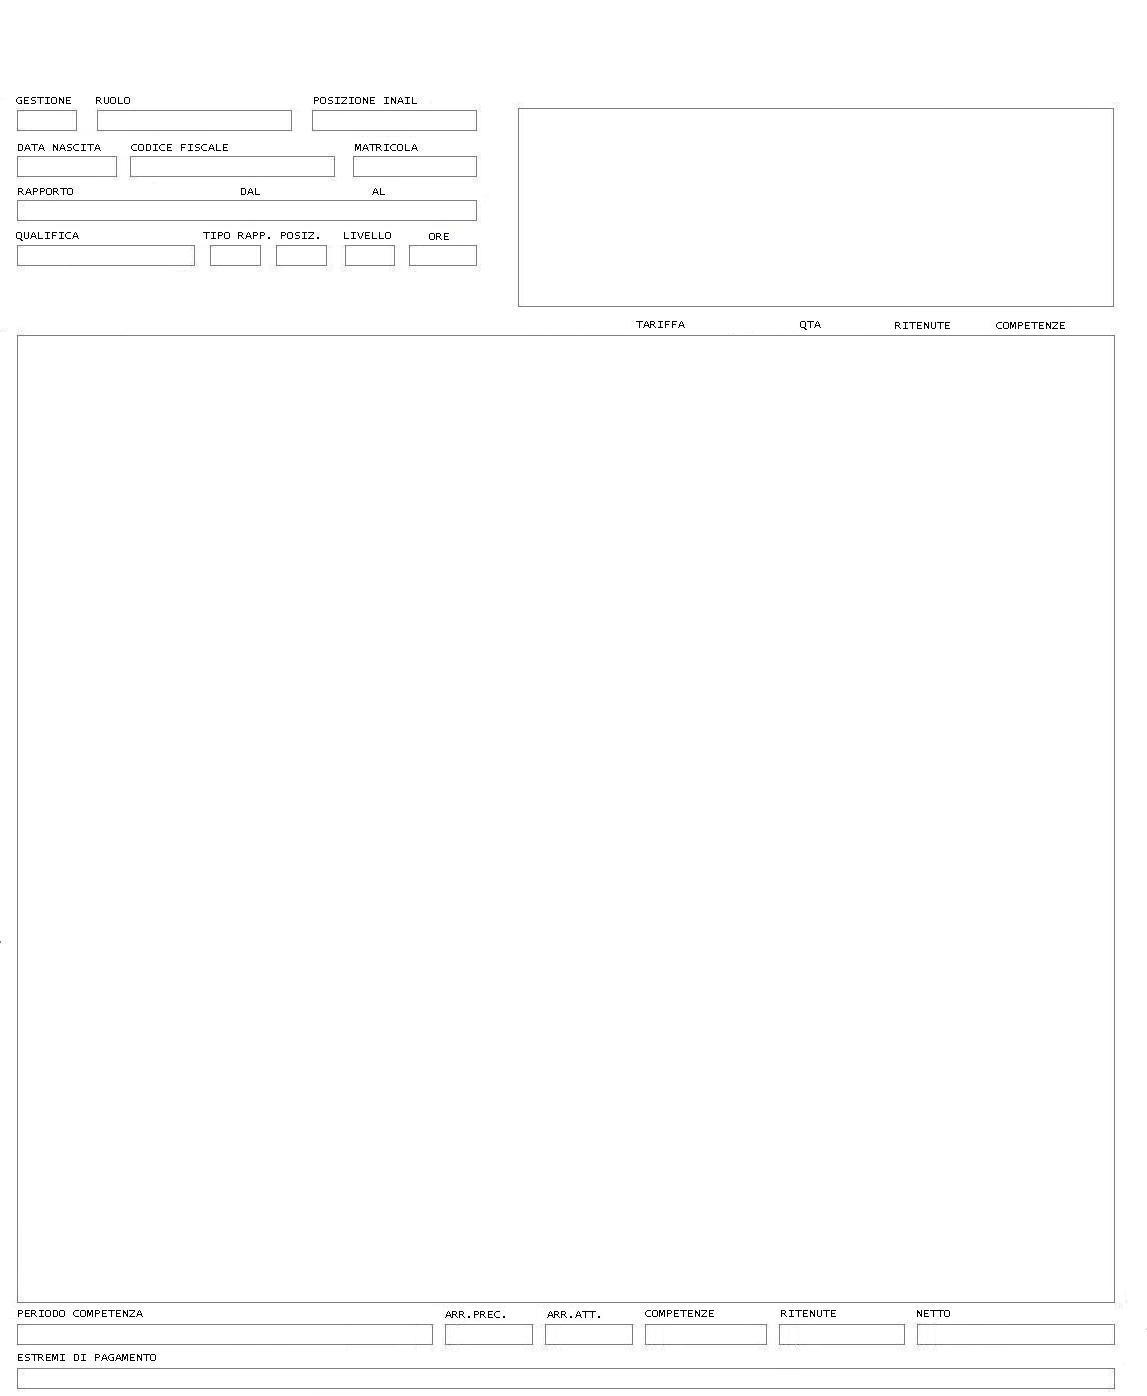 GESTIONE RUOLO POSIZIONE INAIL
DATA NASCITA CODICE FISCALE MATRICOLA
RAPPORTO DAL AL
QUALIFICA TIPO RAPP. POSIZ. LIVELLO ORE
TARIFFA QTA RITENUTE COMPETENZE
PERIODO COMPETENZA ARR.PREC. ARR.ATT. COMPETENZE RITENUTE NETTO
ESTREMI DI PAGAMENTO